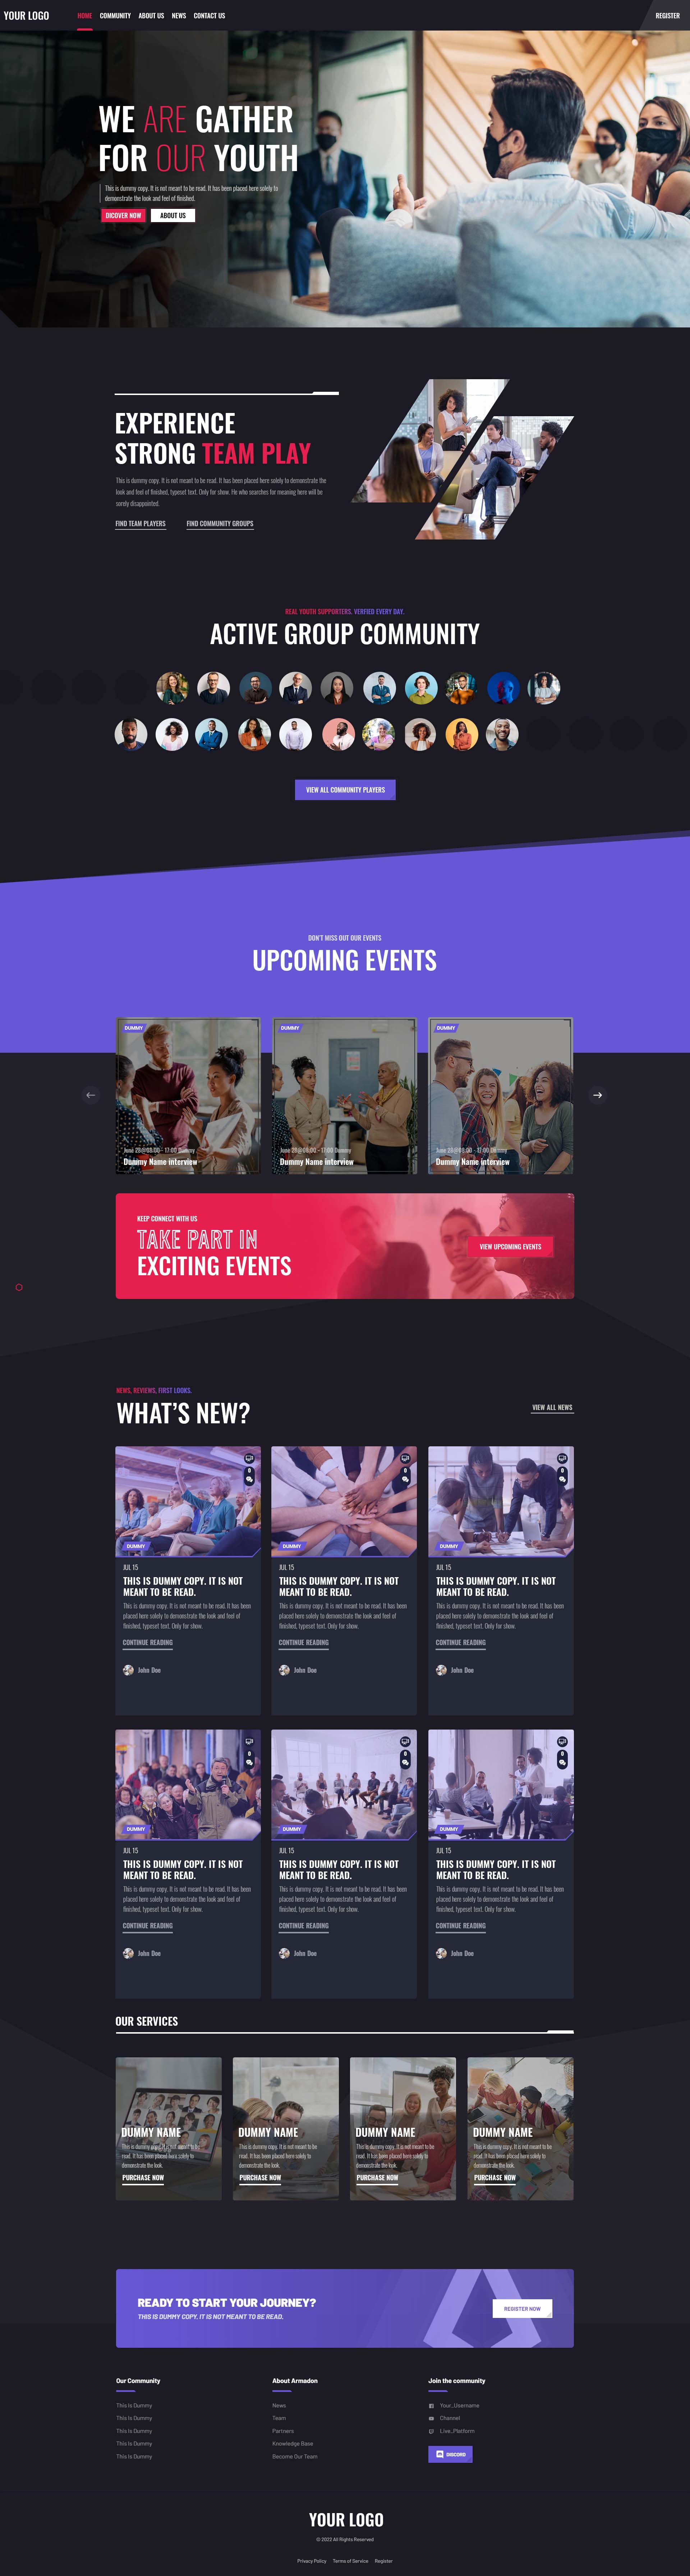 YOUR LOGO
HOME COMMUNITY ABOUT US NEWS CONTACT US
REGISTER
WE ARE GATHER
FOR OUR YOUTH
This is dummy copy. It is not meant to be read. It has been placed here solely to
demonstrate the look and feel of finished.
DICOVER NOW
ABOUT US
EXPERIENCE
STRONG TEAM PLAY
This is dummy copy. It is not meant to be read. It has been placed here solely to demonstrate the
look and feel of finished, typeset text. Only for show. He who searches for meaning here will be
sorely disappointed.
FIND TEAM PLAYERS
FIND COMMUNITY GROUPS
REAL YOUTH SUPPORTERS. VERFIED EVERY DAY.
ACTIVE GROUP COMMUNITY
VIEW ALL COMMUNITY PLAYERS
DON'T MISS OUT OUR EVENTS
UPCOMING EVENTS
DUMMY
June 28@08:00 - 17:00 Dummy
Dummy Name interview
DUMMY
June 28@08:00 - 17:00 Dummy
Dummy Name interview
DUMMY
June 28@08:00 - 17:00 Dummy
Dummy Name interview
KEEP CONNECT WITH US
TAKE PART IN
EXCITING EVENTS
VIEW UPCOMING EVENTS
NEWS, REVIEWS, FIRST LOOKS.
WHAT'S NEW?
VIEW ALL NEWS
0
DUMMY
JUL 15
THIS IS DUMMY COPY. IT IS NOT
MEANT TO BE READ.
This is dummy copy. It is not meant to be read. It has been
placed here solely to demonstrate the look and feel of
finished, typeset text. Only for show.
CONTINUE READING
John Doe
0
DUMMY
JUL 15
THIS IS DUMMY COPY. IT IS NOT
MEANT TO BE READ.
This is dummy copy. It is not meant to be read. It has been
placed here solely to demonstrate the look and feel of
finished, typeset text. Only for show.
CONTINUE READING
John Doe
0
DUMMY
JUL 15
THIS IS DUMMY COPY. IT IS NOT
MEANT TO BE READ.
This is dummy copy. It is not meant to be read. It has been
placed here solely to demonstrate the look and feel of
finished, typeset text. Only for show.
CONTINUE READING
John Doe
0
DUMMY
JUL 15
THIS IS DUMMY COPY. IT IS NOT
MEANT TO BE READ.
This is dummy copy. It is not meant to be read. It has been
placed here solely to demonstrate the look and feel of
finished, typeset text. Only for show.
CONTINUE READING
John Doe
0
DUMMY
JUL 15
THIS IS DUMMY COPY. IT IS NOT
MEANT TO BE READ.
This is dummy copy. It is not meant to be read. It has been
placed here solely to demonstrate the look and feel of
finished, typeset text. Only for show.
CONTINUE READING
John Doe
0
DUMMY
JUL 15
THIS IS DUMMY COPY. IT IS NOT
MEANT TO BE READ.
This is dummy copy. It is not meant to be read. It has been
placed here solely to demonstrate the look and feel of
finished, typeset text. Only for show.
CONTINUE READING
John Doe
OUR SERVICES
DUMMY NAME
This is dummy copy. It is not meant to be
read. It has been placed here solely to
demonstrate the look.
PURCHASE NOW
DUMMY NAME
This is dummy copy. It is not meant to be
read. It has been placed here solely to
demonstrate the look.
PURCHASE NOW
DUMMY NAME
This is dummy copy. It is not meant to be
read. It has been placed here solely to
demonstrate the look.
PURCHASE NOW
DUMMY NAME
This is dummy copy. It is not meant to be
read. It has been placed here solely to
demonstrate the look.
PURCHASE NOW
READY TO START YOUR JOURNEY?
THIS IS DUMMY COPY. IT IS NOT MEANT TO BE READ.
REGISTER NOW
Our Community
This Is Dummy
This Is Dummy
This Is Dummy
This Is Dummy
This Is Dummy
About Armadon
News
Team
Partners
Knowledge Base
Become Our Team
Join the community
Your_Username
Channel
Live_Platform
DISCORD
YOUR LOGO
© 2022 All Rights Reserved
Privacy Policy Terms of Service Register